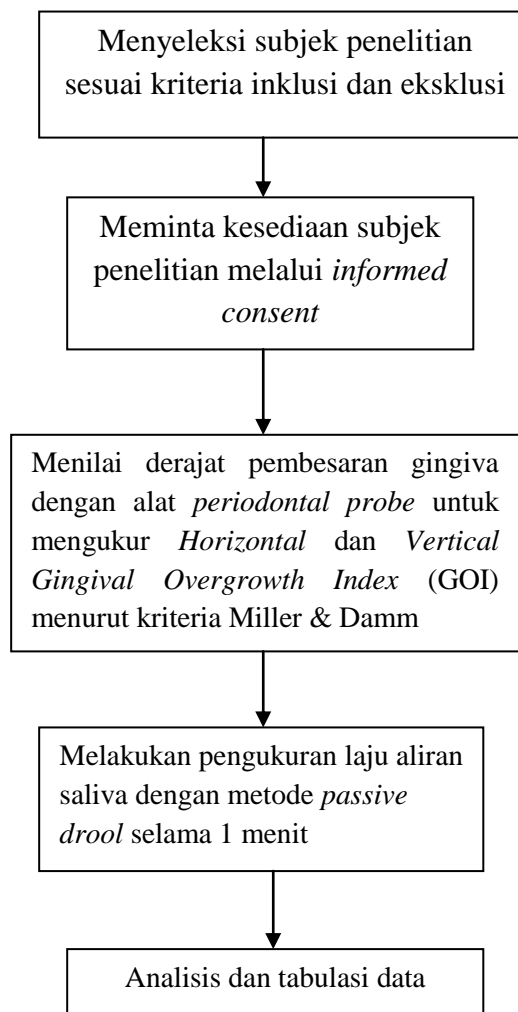 Menyeleksi subjek penelitian
sesuai kriteria inklusi dan eksklusi
Meminta kesediaan subjek
penelitian melalui informed
consent
Menilai derajat pembesaran gingiva
dengan alat periodontal probe untuk
mengukur Horizontal dan Vertical
Gingival Overgrowth Index (GOI)
menurut kriteria Miller & Damm
Melakukan pengukuran laju aliran
saliva dengan metode passive
drool selama 1 menit
Analisis dan tabulasi data